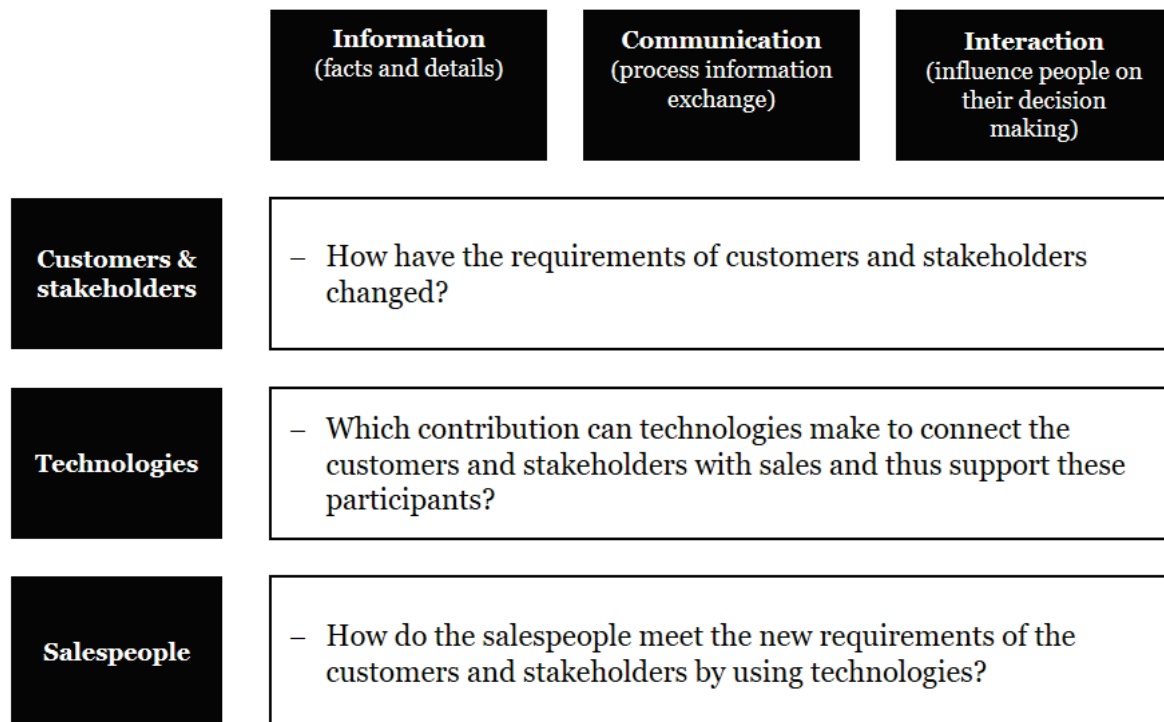 Information
(facts and details)
Communication
(process information
exchange)
Interaction
(influence people on
their decision
making)
Customers &
stakeholders
– How have the requirements of customers and stakeholders
changed?
Technologies
– Which contribution can technologies make to connect the
customers and stakeholders with sales and thus support these
participants?
Salespeople
– How do the salespeople meet the new requirements of the
customers and stakeholders by using technologies?